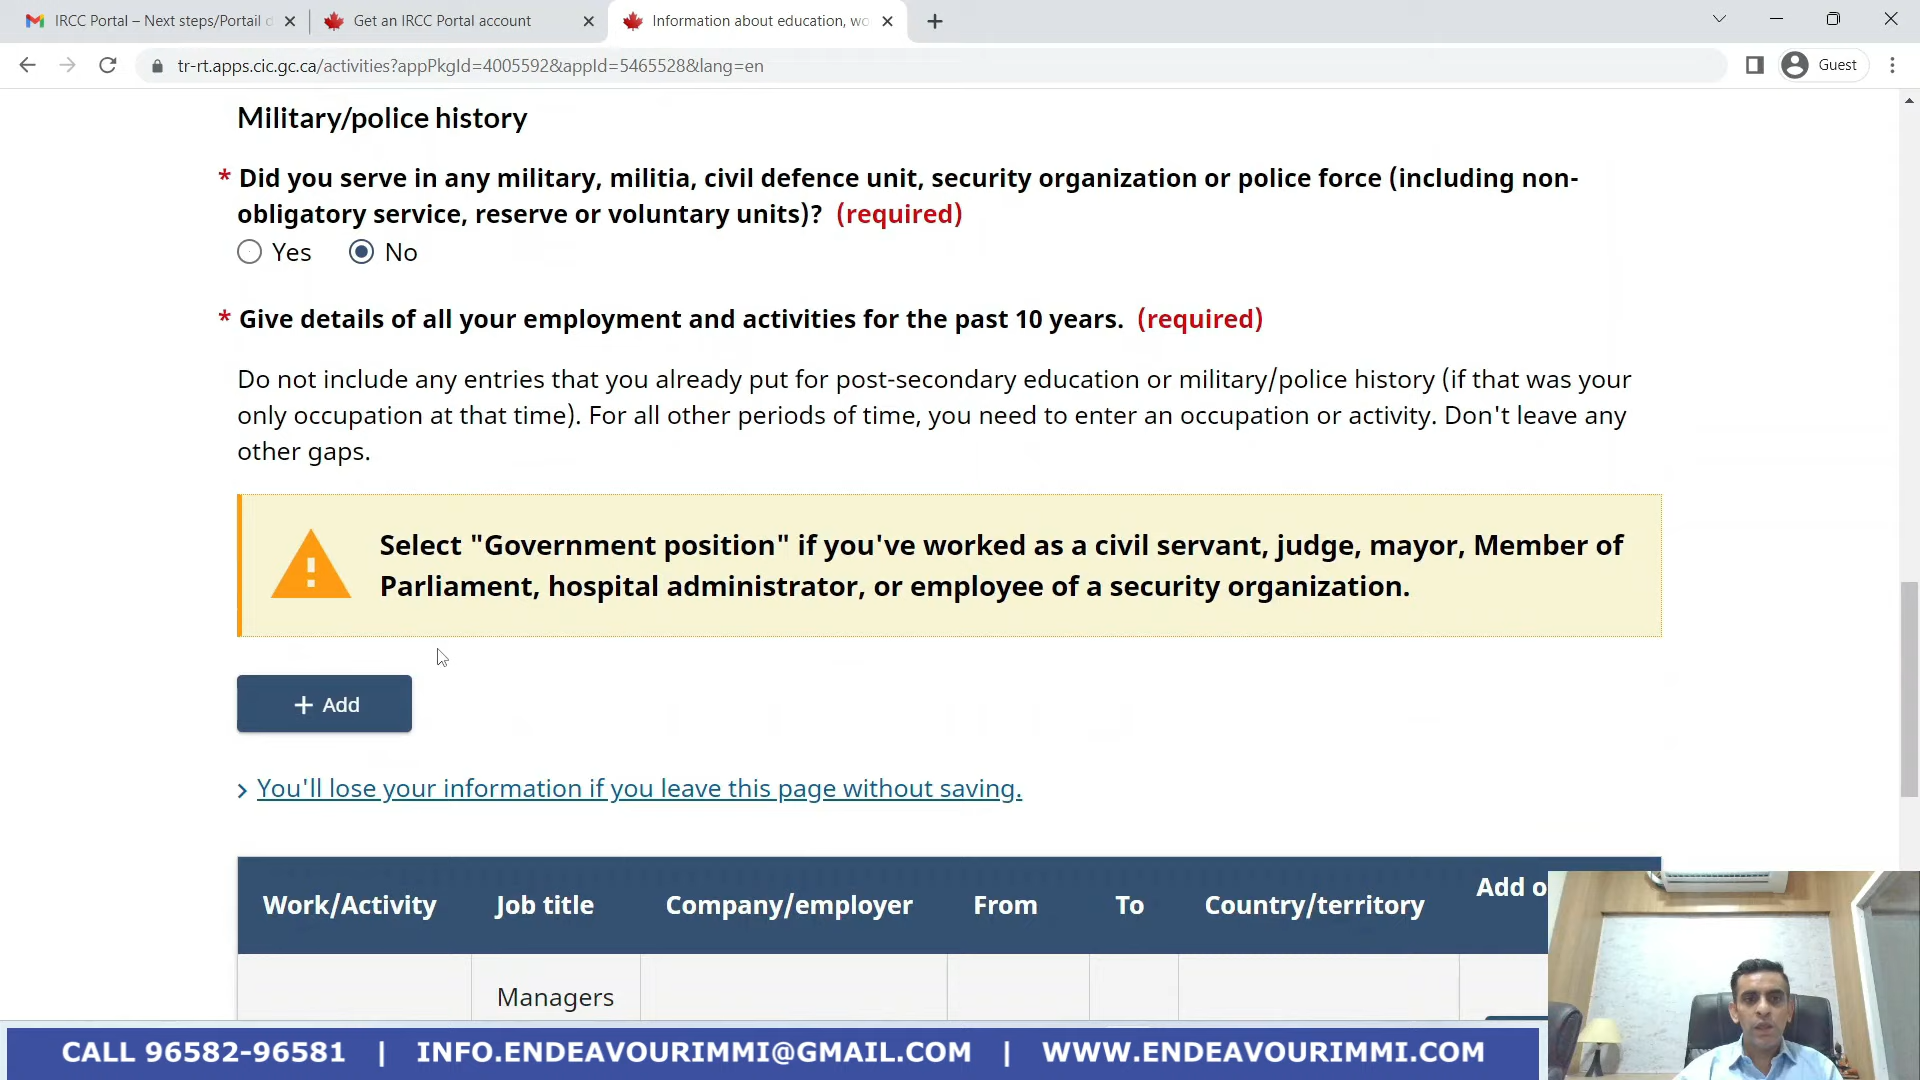 IRCC Portal – Next steps/Portail d
Get an IRCC Portal account
Information about education, wo
tr-rt.apps.cic.gc.ca/activities?appPkgId=4005592&appId=5465528&lang=en
Guest
Military/police history
* Did you serve in any military, militia, civil defence unit, security organization or police force (including non-
obligatory service, reserve or voluntary units)? (required)
Yes No
* Give details of all your employment and activities for the past 10 years. (required)
Do not include any entries that you already put for post-secondary education or military/police history (if that was your
only occupation at that time). For all other periods of time, you need to enter an occupation or activity. Don't leave any
other gaps.
Select "Government position" if you've worked as a civil servant, judge, mayor, Member of
Parliament, hospital administrator, or employee of a security organization.
+ Add
You'll lose your information if you leave this page without saving.
Work/Activity Job title Company/employer From To Country/territory Add o
Managers
CALL 96582-96581 | INFO.ENDEAVOURIMMI@GMAIL.COM | WWW.ENDEAVOURIMMI.COM